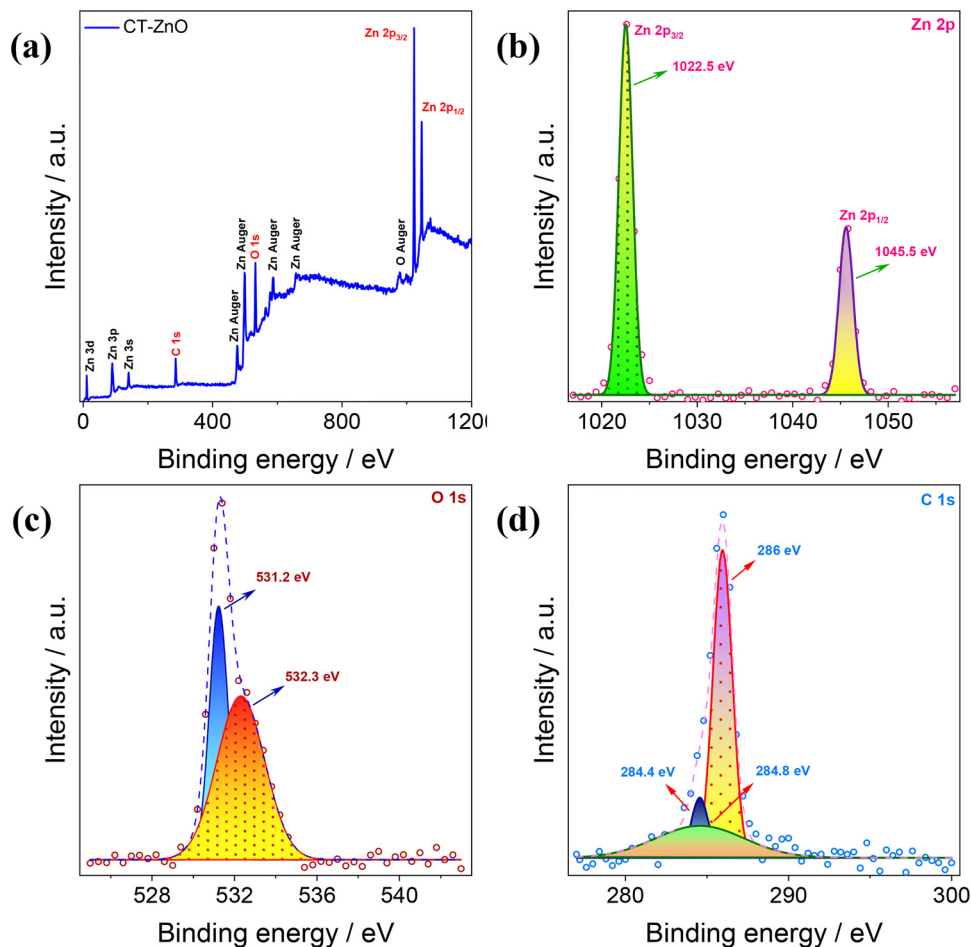 (a)
CT-ZnO
Zn 2p3/2
Zn 2p1/2
Zn 3d
Zn 3p
Zn 3s
C 1s
Zn Auger
Zn Auger
O 1s
Zn Auger
Zn Auger
O Auger
Intensity / a.u.
0 400 800 1200
Binding energy / eV
(b)
Zn 2p
Zn 2p3/2
1022.5 eV
Zn 2p1/2
1045.5 eV
Intensity / a.u.
1020 1030 1040 1050
Binding energy / eV
(c)
O 1s
531.2 eV
532.3 eV
Intensity / a.u.
528 532 536 540
Binding energy / eV
(d)
C 1s
286 eV
284.4 eV
284.8 eV
Intensity / a.u.
280 290 300
Binding energy / eV